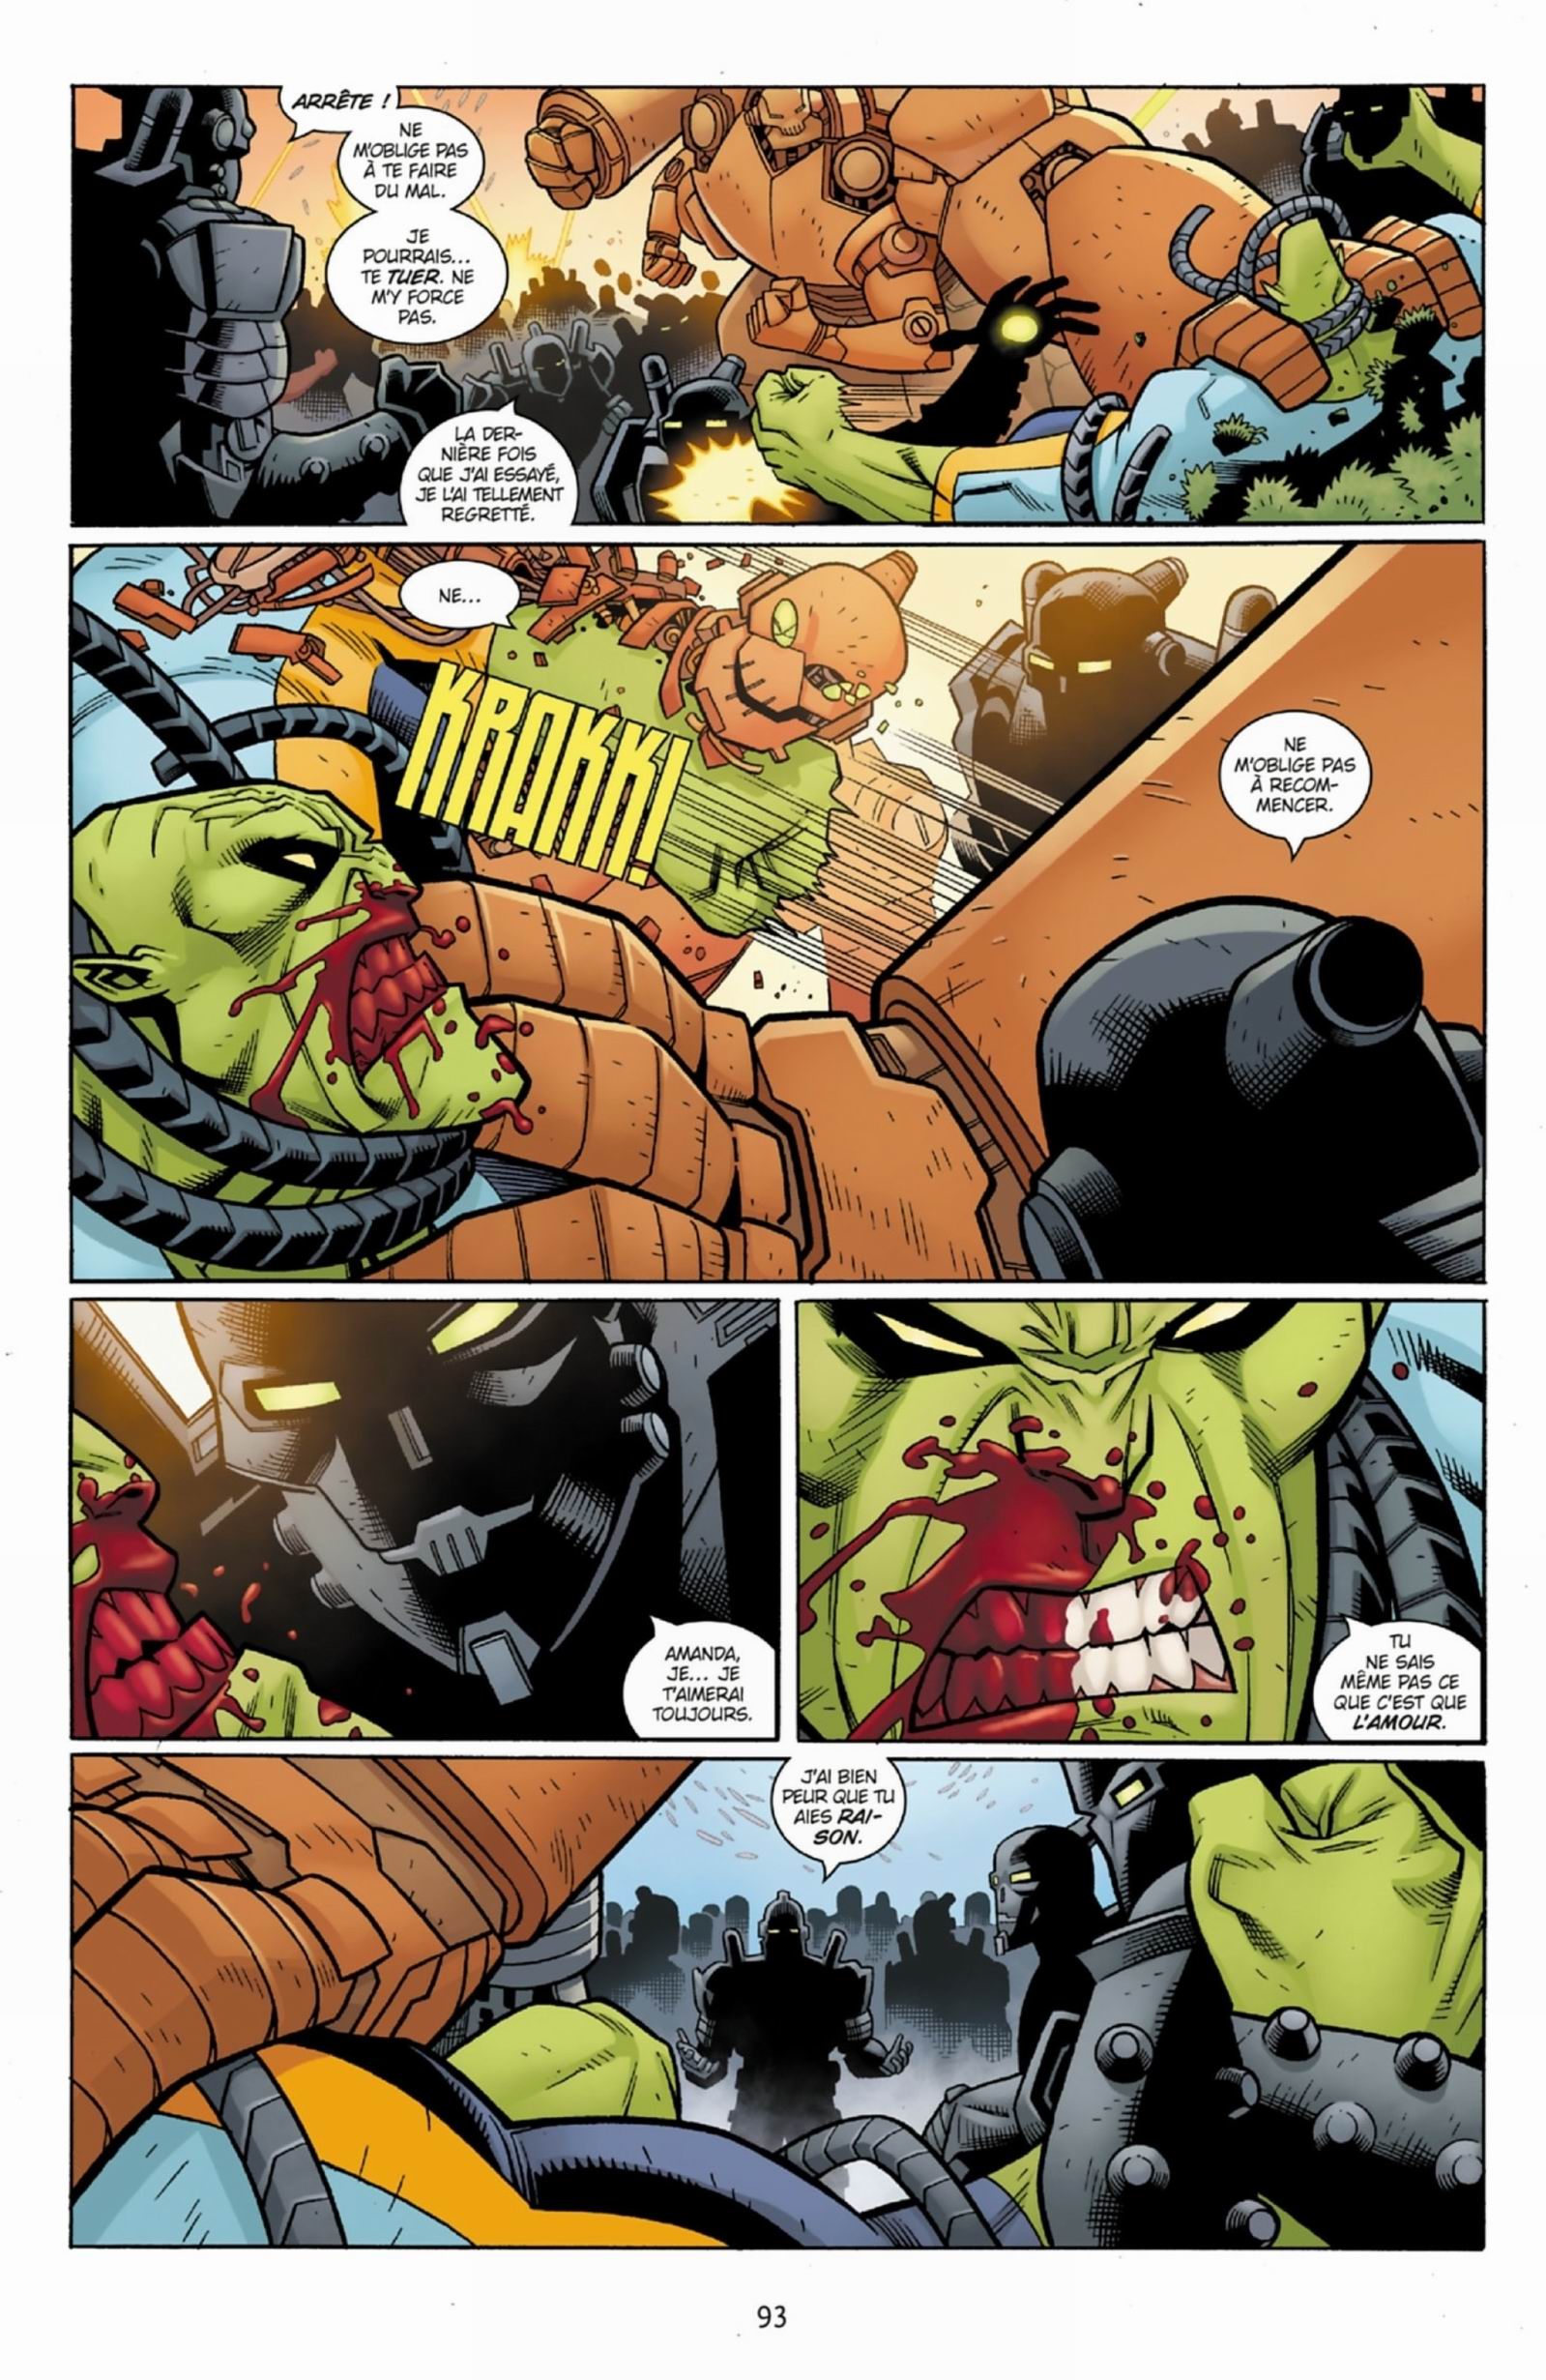 ARRÊTE !
NE
M'OBLIGE PAS
À TE FAIRE
DU MAL.
JE
POURRAIS...
TE TUER. NE
M'Y FORCE
PAS.
LA DER-
NIÈRE FOIS
QUE J'AI ESSAYÉ,
JE L'AI TELLEMENT
REGRETTÉ.
NE...
KROKK!
NE
M'OBLIGE PAS
À RECOM-
MENCER.
AMANDA,
JE... JE
T'AIMERAI
TOUJOURS.
TU
NE SAIS
MÊME PAS CE
QUE C'EST QUE
L'AMOUR.
J'AI BIEN
PEUR QUE TU
AIES RAI-
SON.
93